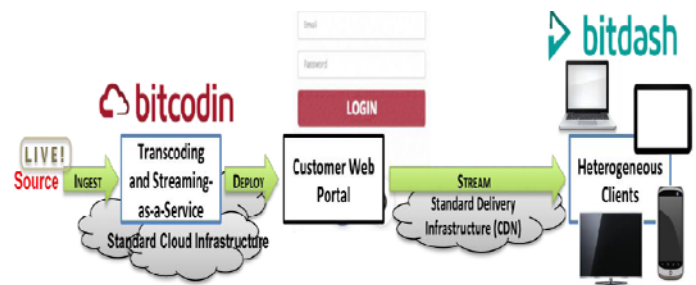 Email
Password
LOGIN
bitcodin
bitdash
LIVE!
Source
INGEST
Transcoding
and Streaming-
as-a-Service
DEPLOY
Customer Web
Portal
STREAM
Heterogeneous
Clients
Standard Cloud Infrastructure
Standard Delivery
Infrastructure (CDN)